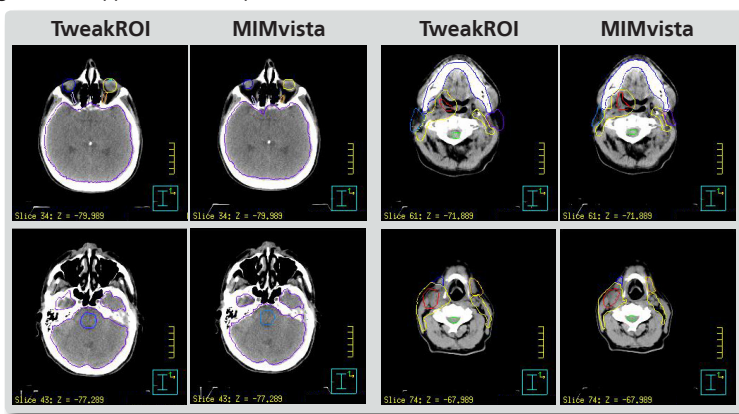 TweakROI MIMvista TweakROI MIMvista
Slice 34: Z = -79.989 Slice 34: Z = -79.989 Slice 61: Z = -71.889 Slice 61: Z = -71.889
Slice 43: Z = -77.289 Slice 43: Z = -77.289 Slice 74: Z = -67.989 Slice 74: Z = -67.989